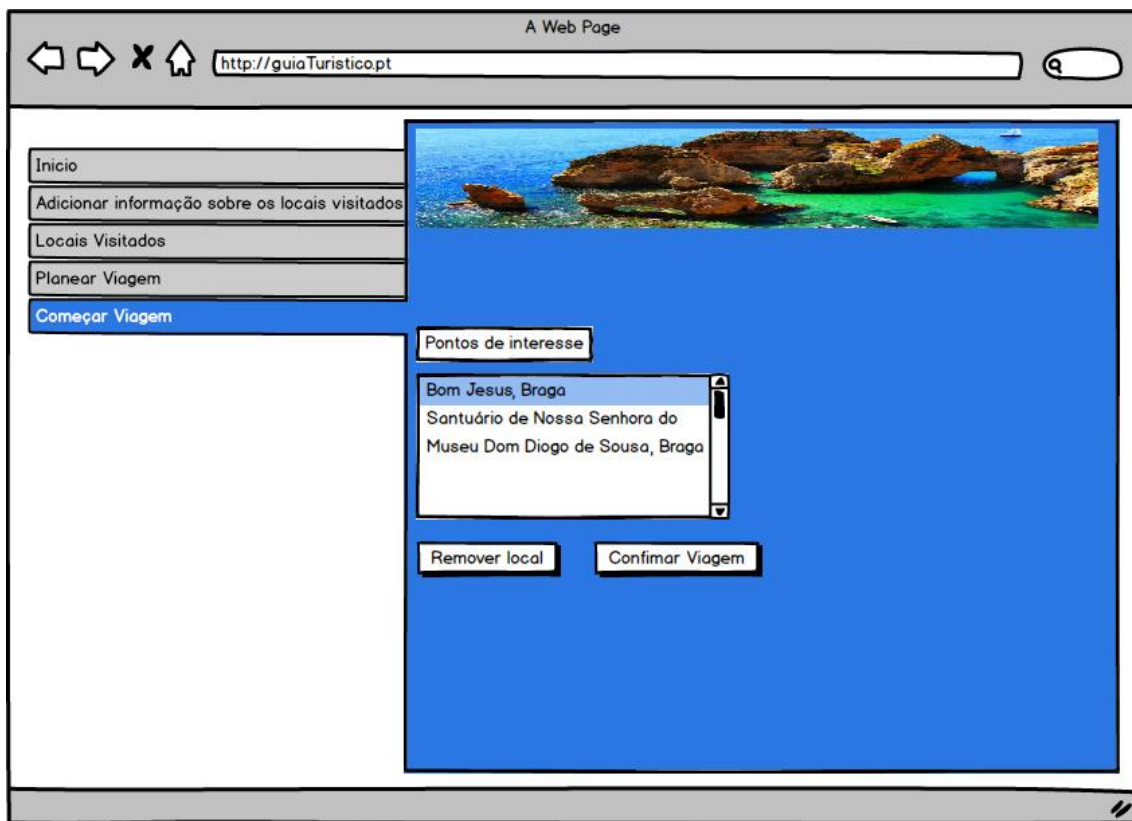 A Web Page
http://guiaTuristico.pt
Inicio
Adicionar informação sobre os locais visitados
Locais Visitados
Planear Viagem
Começar Viagem
Pontos de interesse
Bom Jesus, Braga
Santuário de Nossa Senhora do
Museu Dom Diogo de Sousa, Braga
Remover local
Confimar Viagem